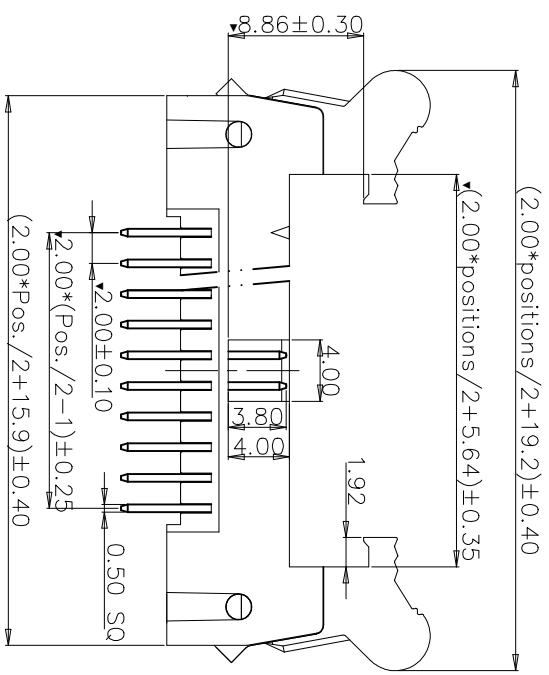 ▼8.86±0.30
(2.00*positions/2+19.2)±0.40
▼(2.00*positions/2+5.64)±0.35
4.00
3.80
4.00
1.92
▼2.00±0.10
▼2.00*(Pos./2-1)±0.25
(2.00*Pos./2+15.9)±0.40
0.50 SQ